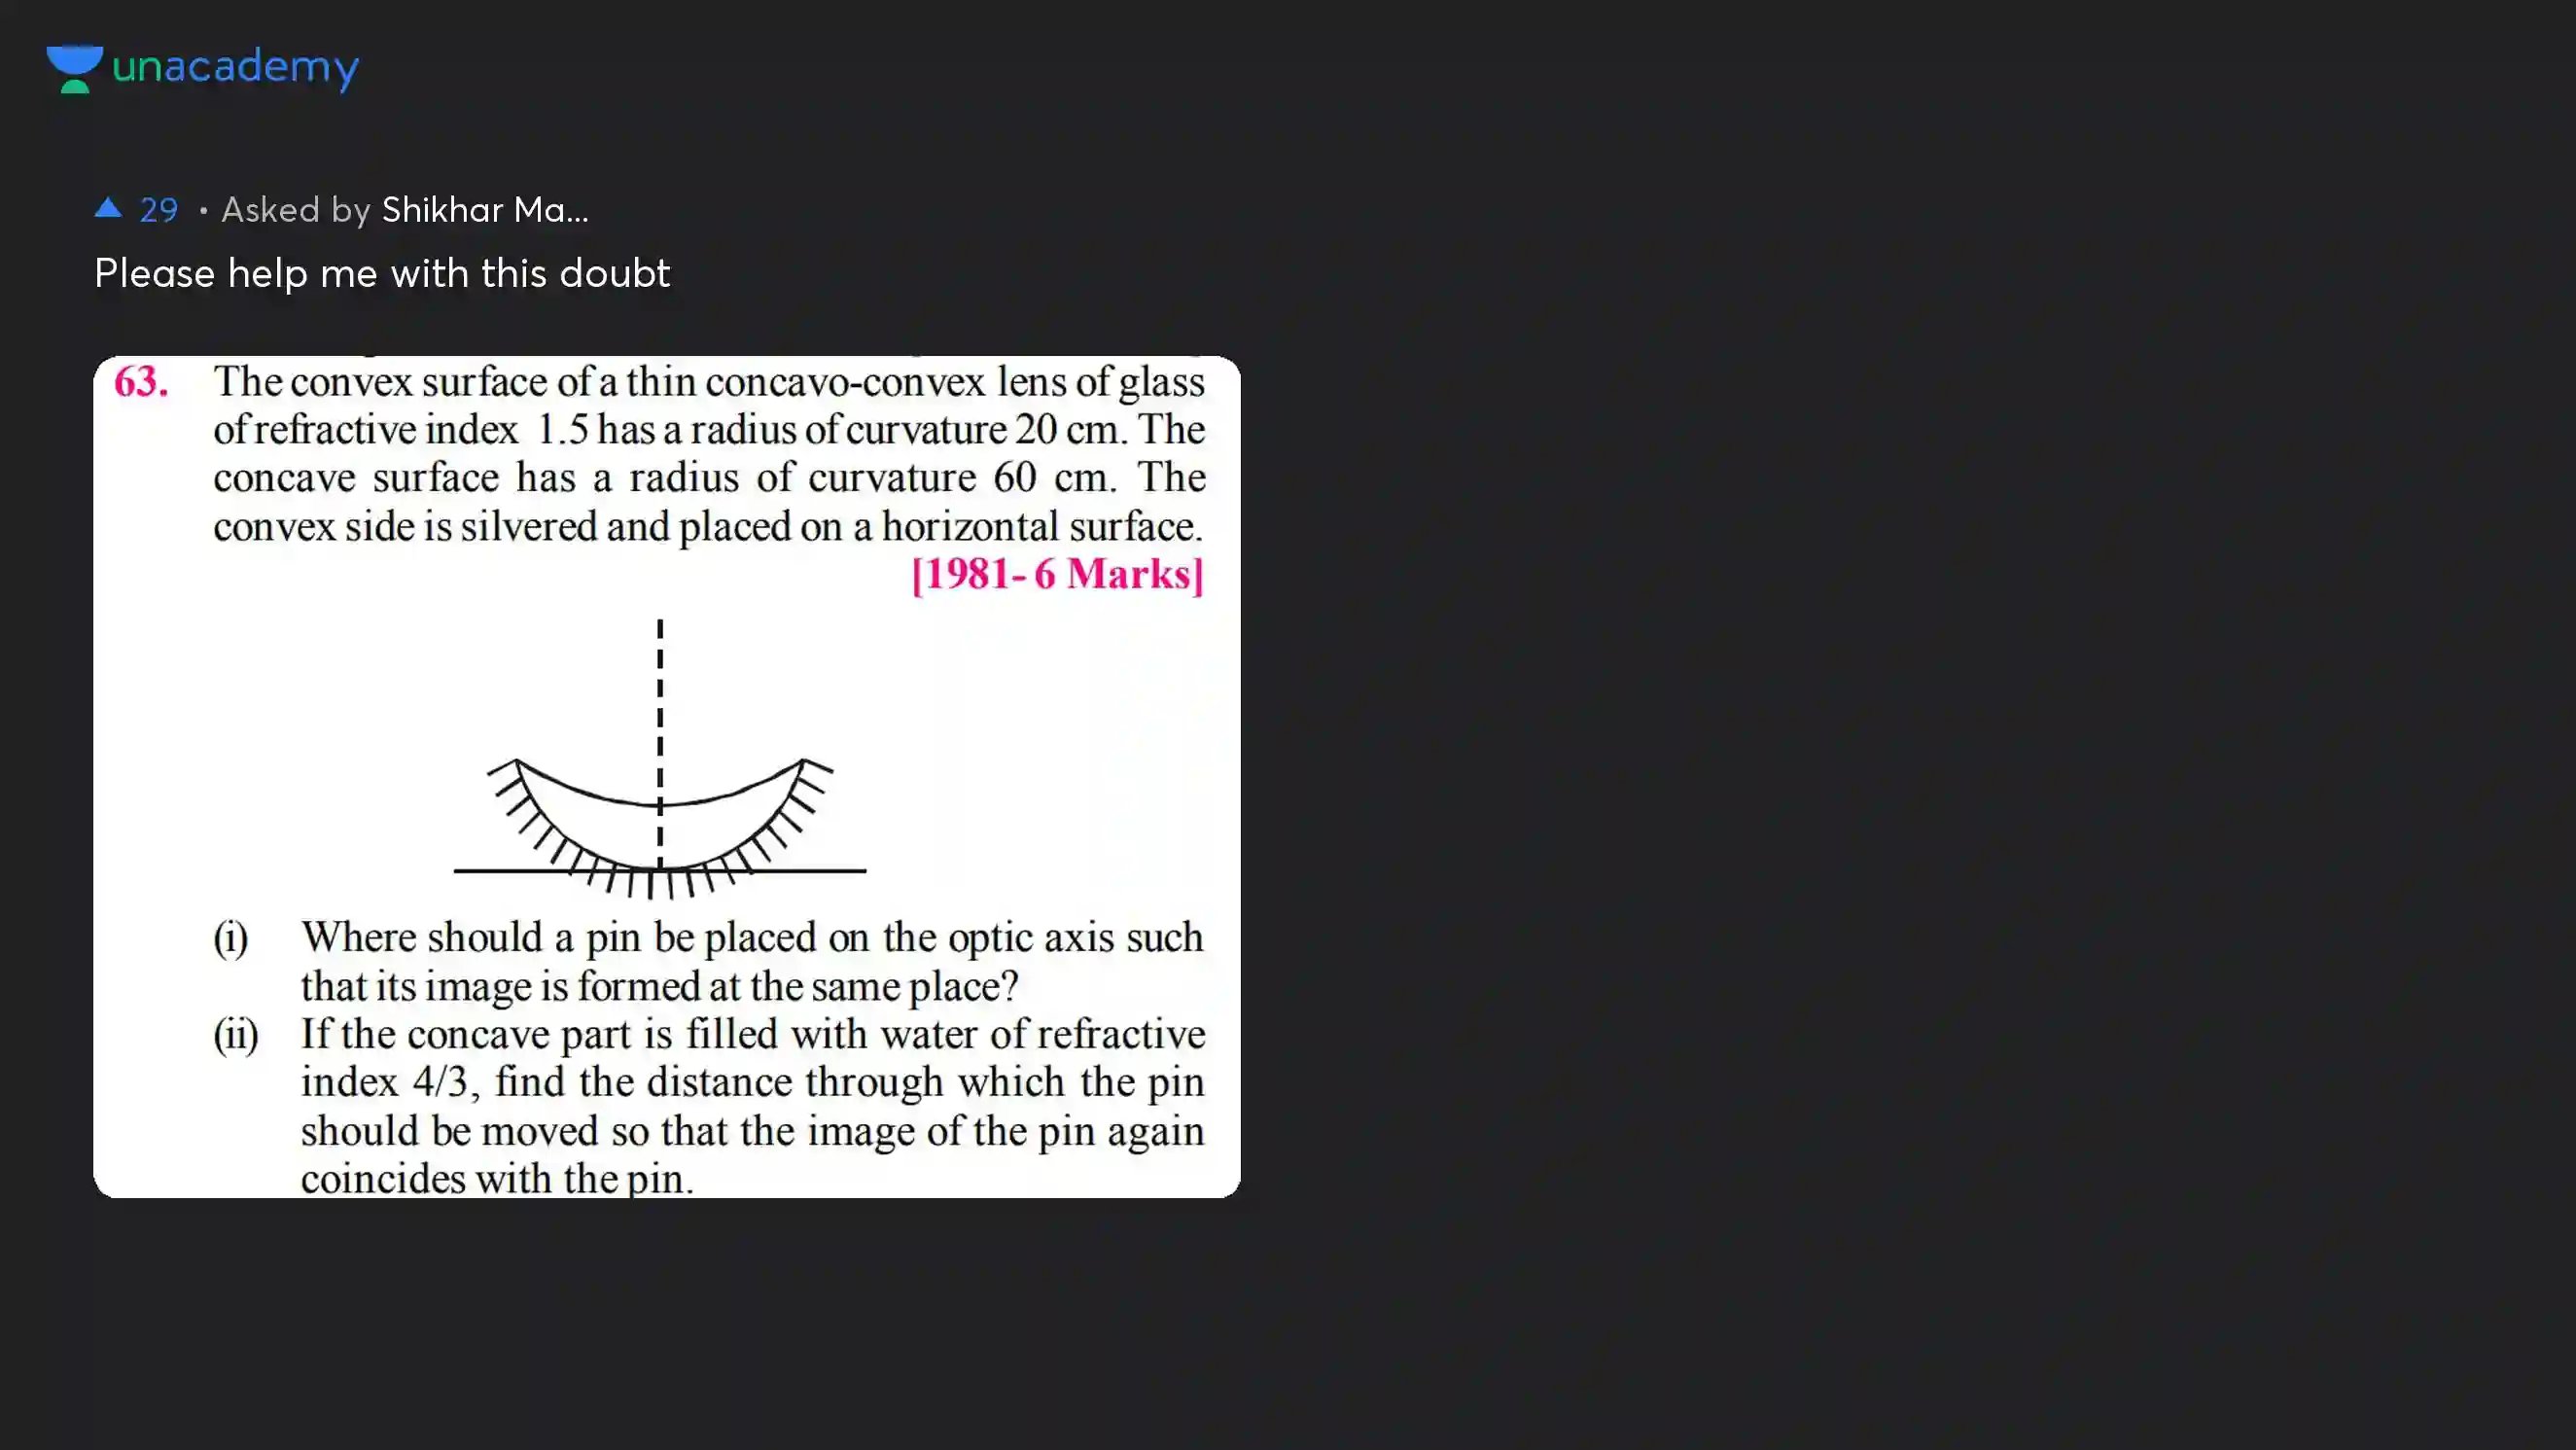 unacademy
▲ 29 • Asked by Shikhar Ma...
Please help me with this doubt
63. The convex surface of a thin concavo-convex lens of glass
of refractive index 1.5 has a radius of curvature 20 cm. The
concave surface has a radius of curvature 60 cm. The
convex side is silvered and placed on a horizontal surface.
[1981- 6 Marks]
(i) Where should a pin be placed on the optic axis such
that its image is formed at the same place?
(ii) If the concave part is filled with water of refractive
index 4/3, find the distance through which the pin
should be moved so that the image of the pin again
coincides with the pin.